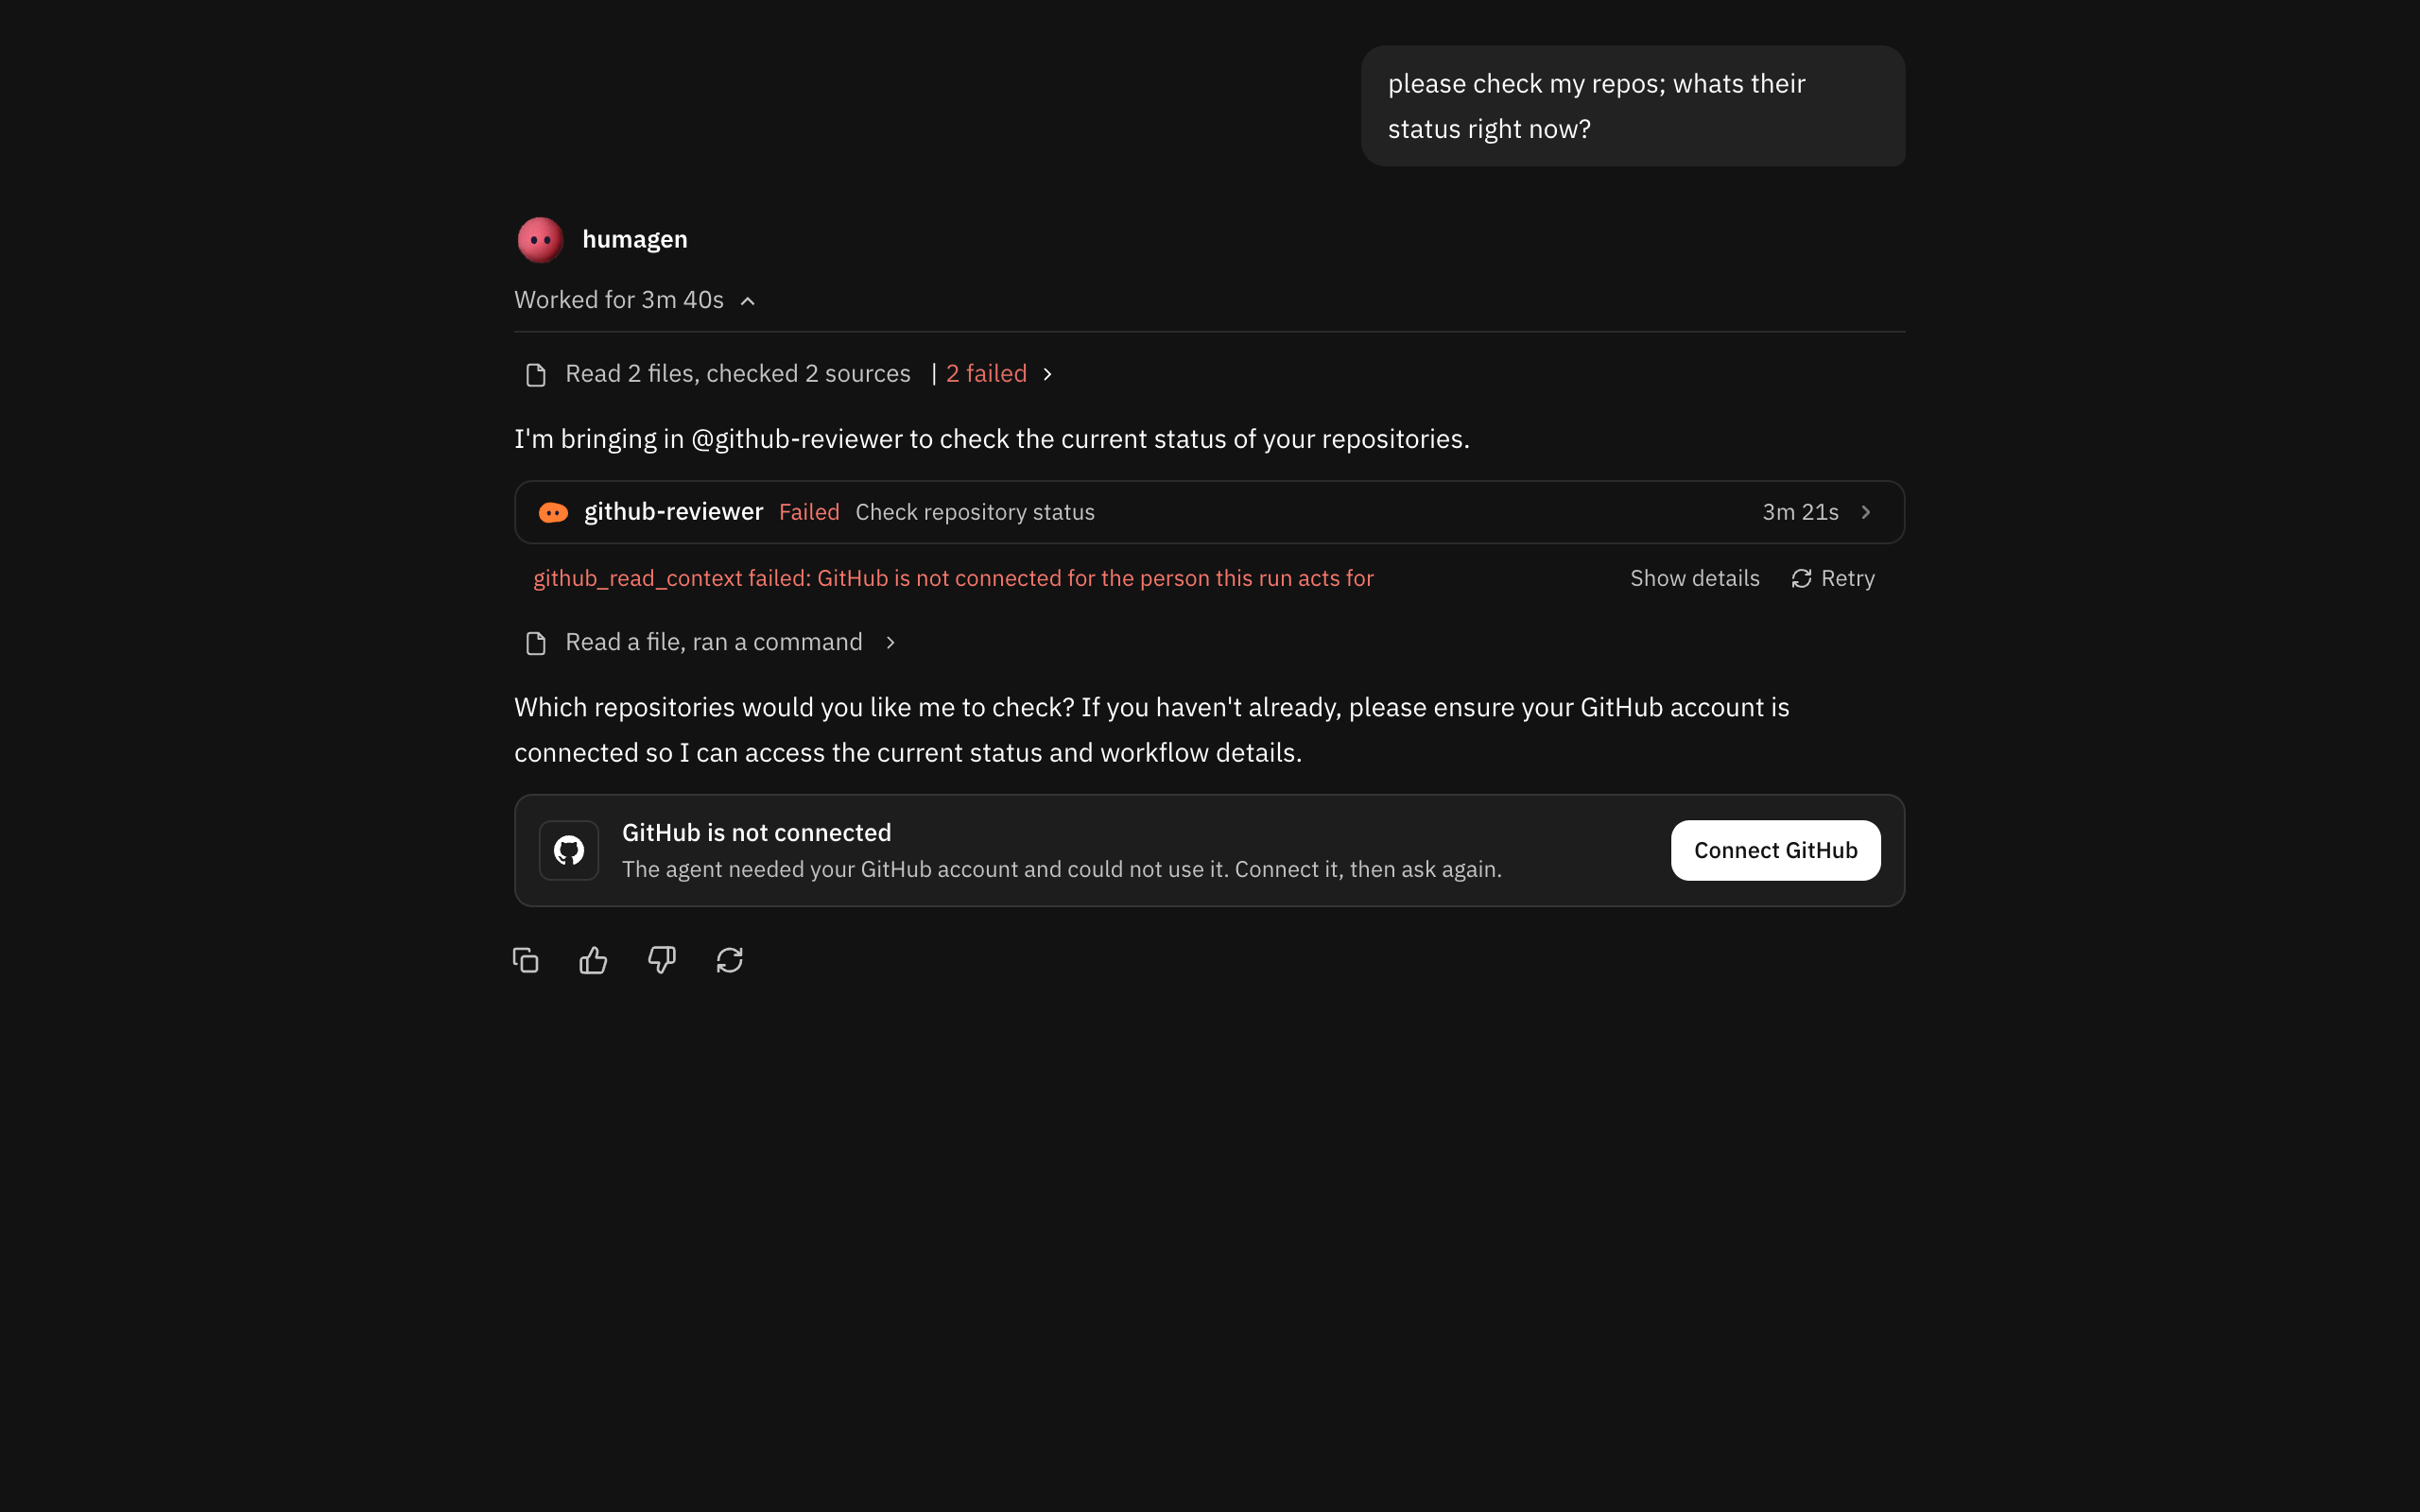 please check my repos; whats their
status right now?
humagen
Worked for 3m 40s
Read 2 files, checked 2 sources | 2 failed
I'm bringing in @github-reviewer to check the current status of your repositories.
github-reviewer Failed Check repository status 3m 21s
github_read_context failed: GitHub is not connected for the person this run acts for Show details Retry
Read a file, ran a command
Which repositories would you like me to check? If you haven't already, please ensure your GitHub account is
connected so I can access the current status and workflow details.
GitHub is not connected
The agent needed your GitHub account and could not use it. Connect it, then ask again.
Connect GitHub